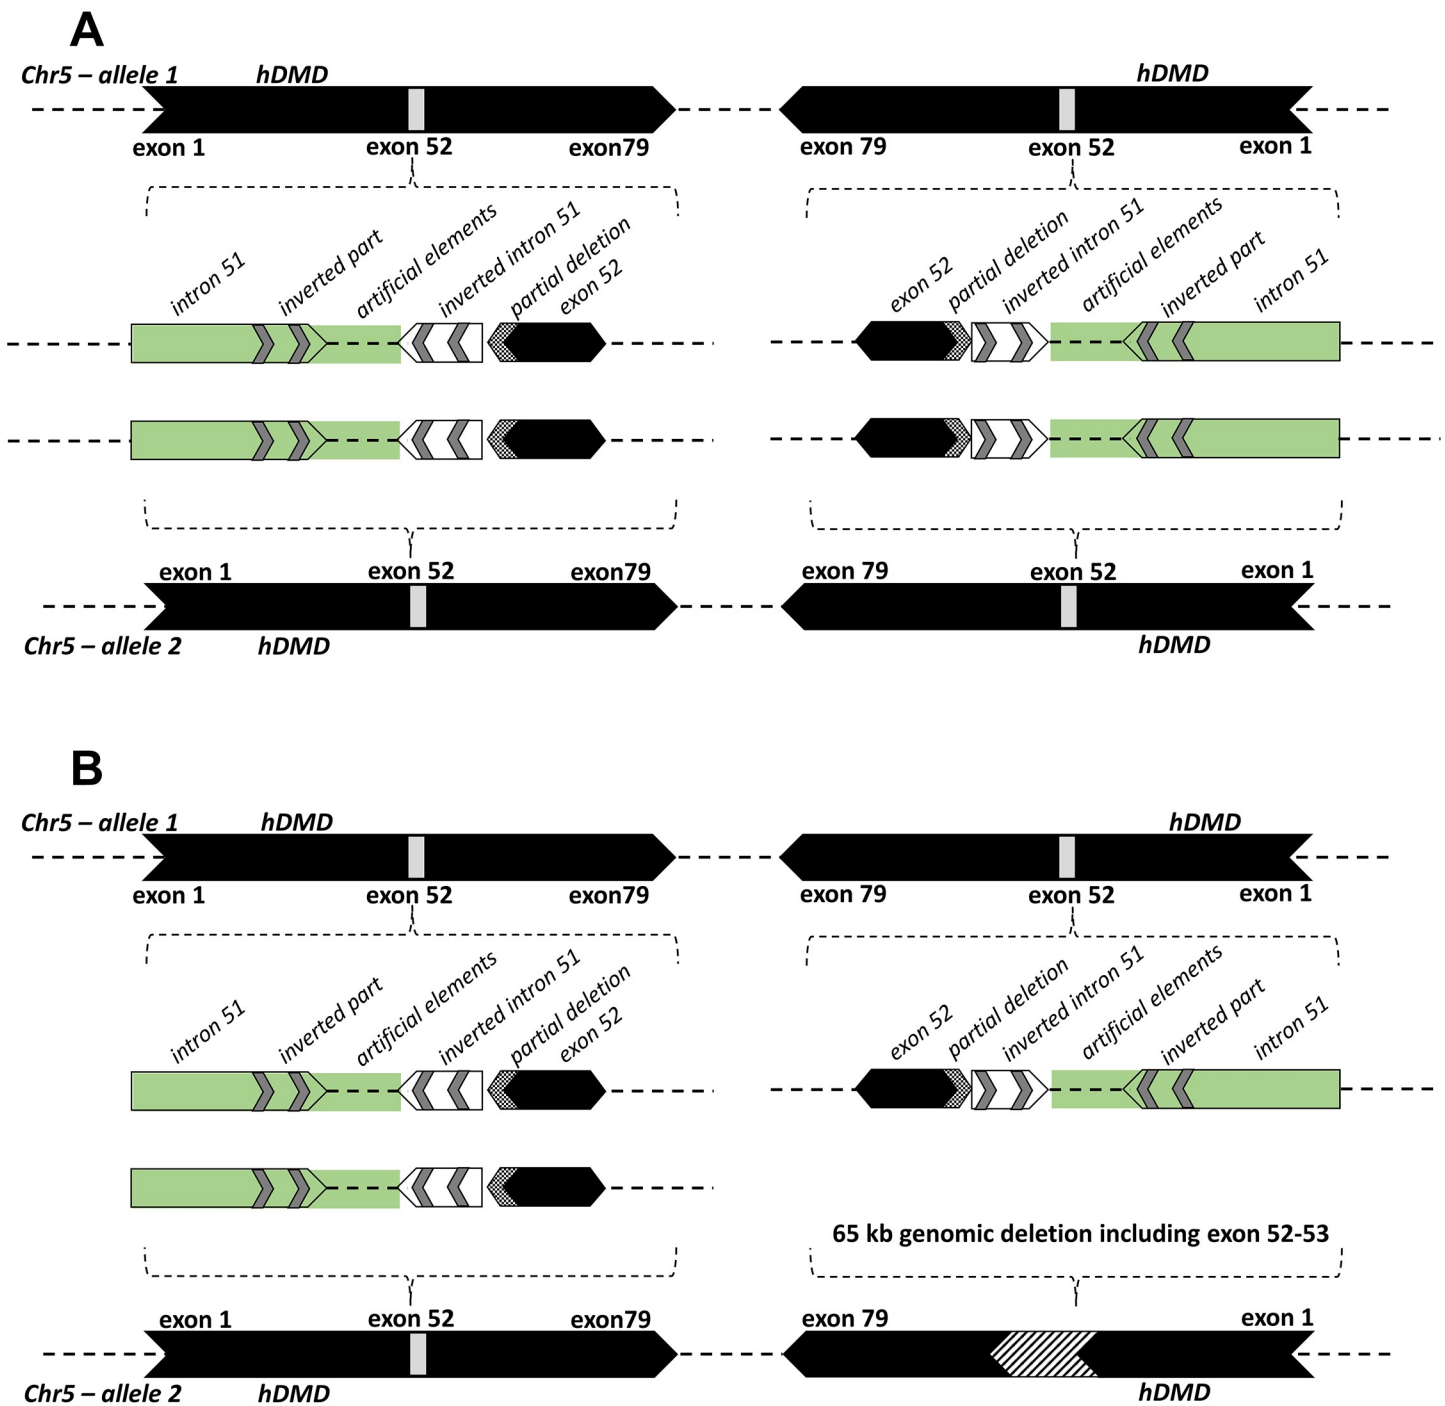 A
Chr5 – allele 1 hDMD hDMD
exon 1 exon 52 exon79 exon 79 exon 52 exon 1
intron 51 inverted part artificial elements inverted intron 51 partial deletion exon 52 exon 52 partial deletion inverted intron 51 artificial elements inverted part intron 51
exon 1 exon 52 exon79 exon 79 exon 52 exon 1
Chr5 – allele 2 hDMD hDMD
B
Chr5 – allele 1 hDMD hDMD
exon 1 exon 52 exon79 exon 79 exon 52 exon 1
intron 51 inverted part artificial elements inverted intron 51 partial deletion exon 52 exon 52 partial deletion inverted intron 51 artificial elements inverted part intron 51
65 kb genomic deletion including exon 52-53
exon 1 exon 52 exon79 exon 79 exon 1
Chr5 – allele 2 hDMD hDMD